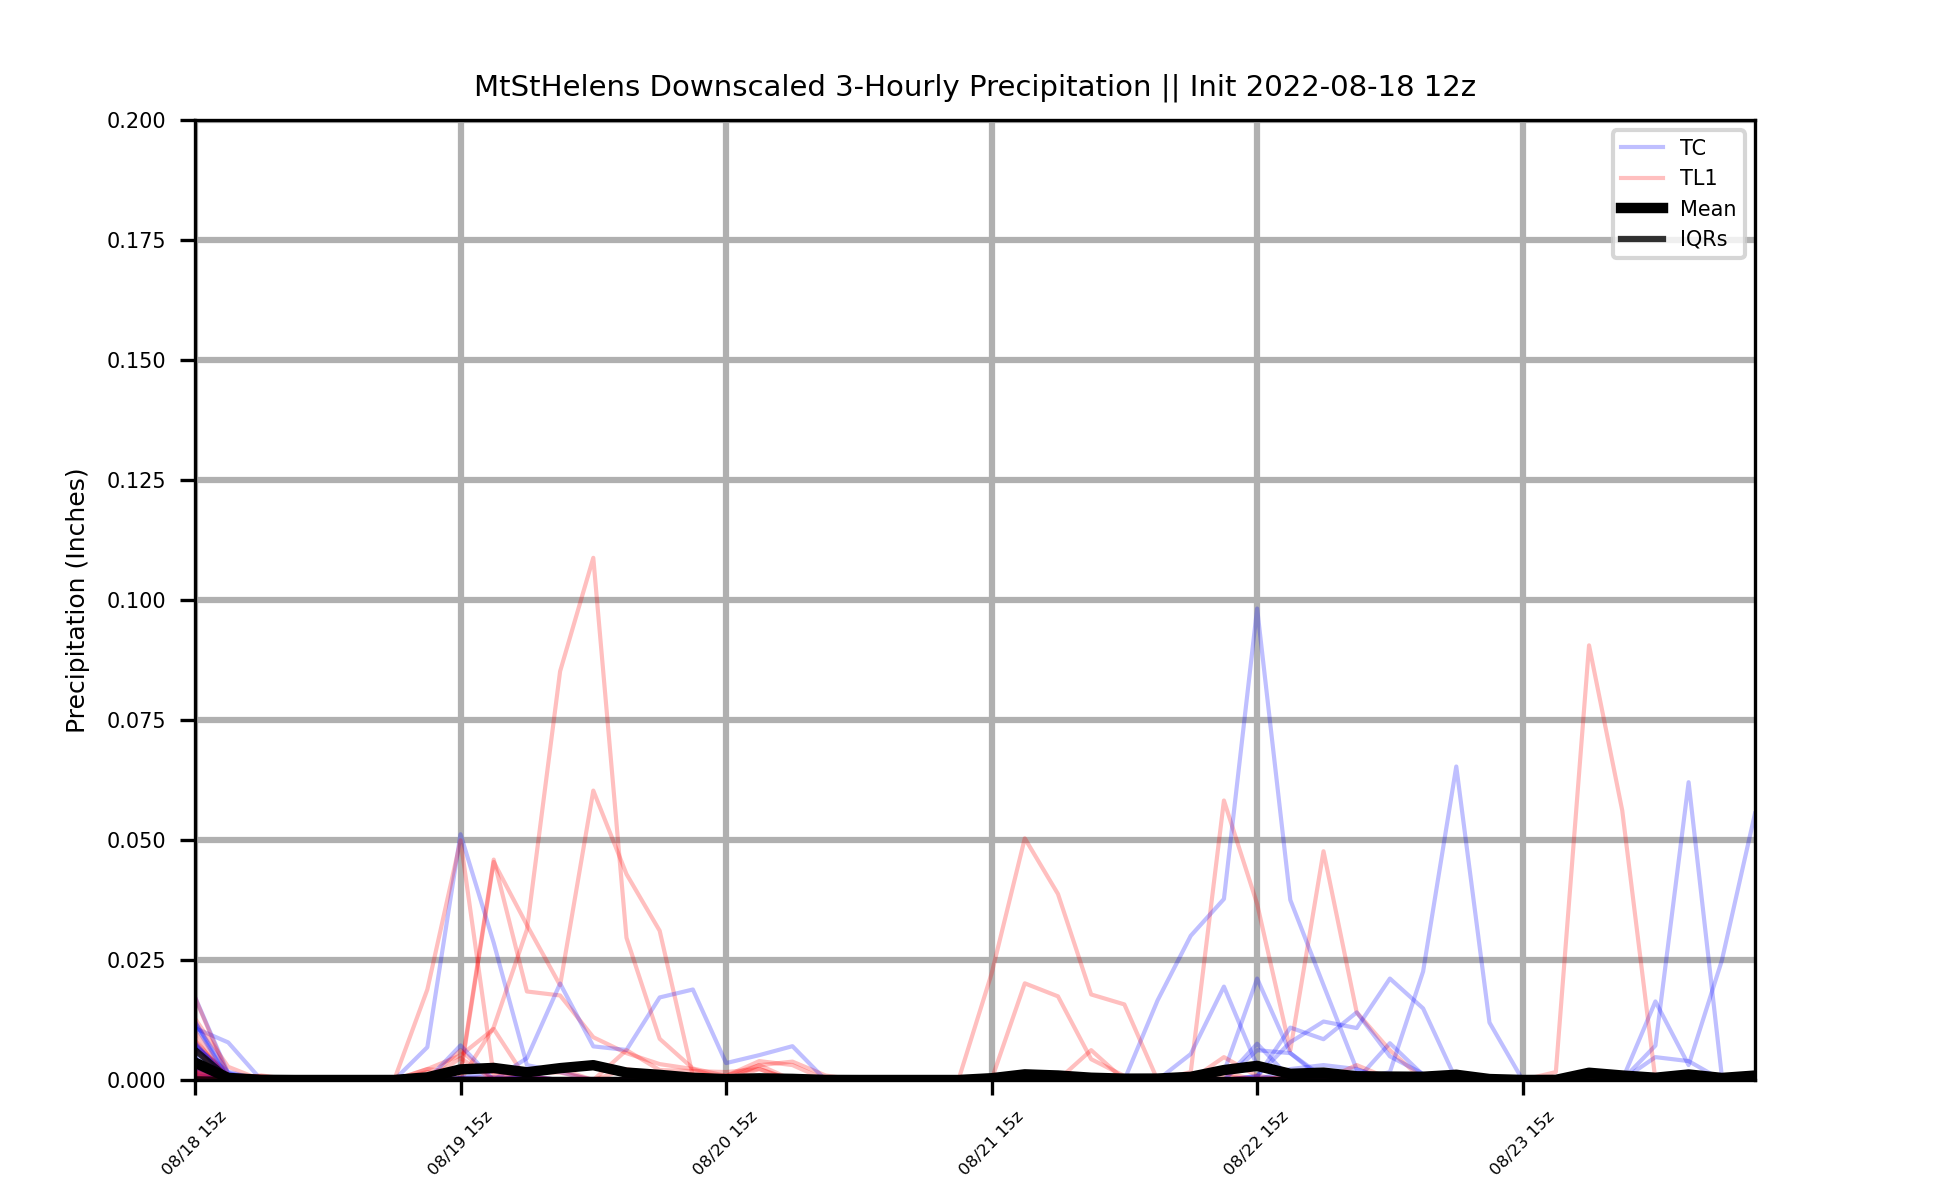 MtStHelens Downscaled 3-Hourly Precipitation || Init 2022-08-18 12z
TC
TL1
Mean
IQRs
Precipitation (Inches)
0.200
0.175
0.150
0.125
0.100
0.075
0.050
0.025
0.000
08/18 15z
08/19 15z
08/20 15z
08/21 15z
08/22 15z
08/23 15z